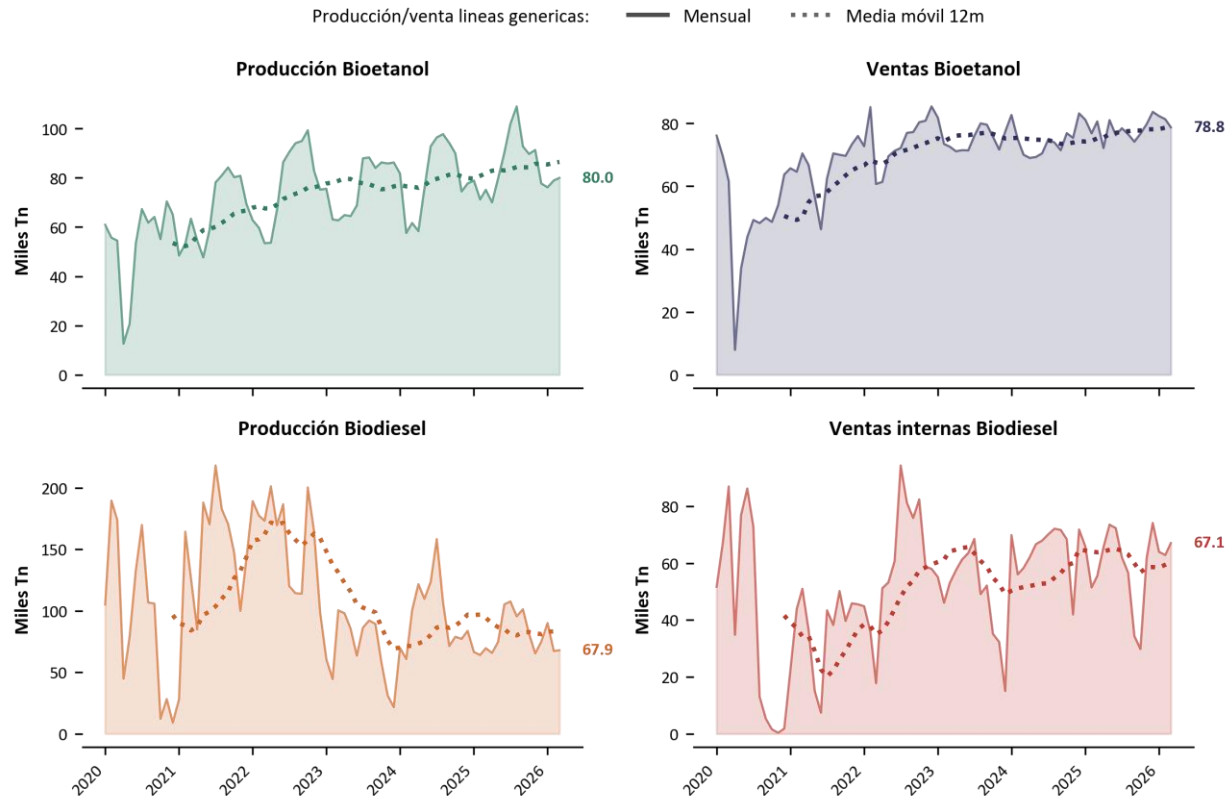 Producción/venta lineas genericas: Mensual Media móvil 12m
Producción Bioetanol
Miles Tn
100
80
60
40
20
0
80.0
Ventas Bioetanol
Miles Tn
80
60
40
20
0
78.8
Producción Biodiesel
Miles Tn
200
150
100
50
0
67.9
2020 2021 2022 2023 2024 2025 2026
Ventas internas Biodiesel
Miles Tn
80
60
40
20
0
67.1
2020 2021 2022 2023 2024 2025 2026